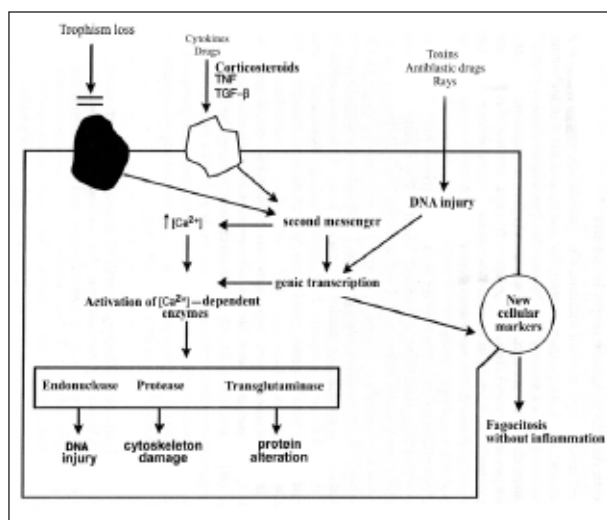 Trophism loss
Cytokines
Drugs
Corticosteroids
TNF
TGF-β
Toxins
Antiblastic drugs
Rays
second messenger
DNA injury
↑[Ca²⁺]
genic transcription
Activation of [Ca²⁺]—dependent
enzymes
New
cellular
markers
Endonuclease Protease Transglutaminase
DNA
injury
cytoskeleton
damage
protein
alteration
Fagocitosis
without inflammation